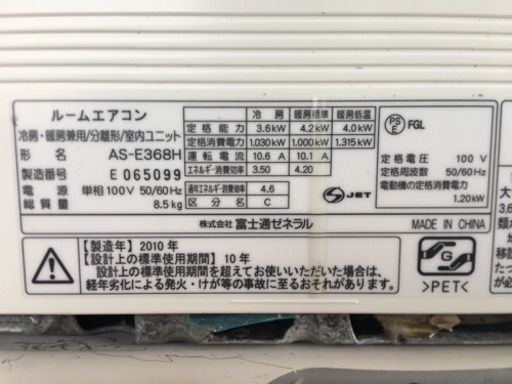 ルームエアコン
冷房・暖房兼用/分離形/室内ユニット
形 名 AS-E368H
製造番号 E 065099
電 源 単相100V 50/60Hz
総質量 8.5kg
冷 房 暖房標準 暖房低温
定格能力 3.6kW 4.2kW 4.0kW
定格消費電力 1.030kW 1.000kW 1.315kW
運転電流 10.6 A 10.1 A
エネルギー消費効率 3.50 4.20
通年エネルギー消費効率 4.6
区 分 C
PS E FGL
JET
定格電圧 100 V
定格周波数 50/60Hz
電動機の定格消費電力
1.20kW
株式会社 富士通ゼネラル
MADE IN CHINA
【製造年】2010 年
【設計上の標準使用期間】10 年
設計上の標準使用期間を超えてお使いいただいた場合は、
経年劣化による発火・けが等の事故に至るおそれがあります。
G
>PET<